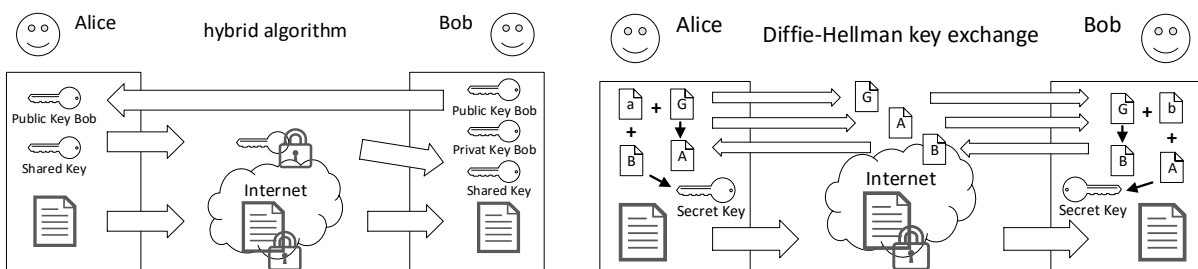 Alice
hybrid algorithm
Bob
Public Key Bob
Shared Key
Internet
Public Key Bob
Privat Key Bob
Shared Key
Alice
Diffie-Hellman key exchange
Bob
a + G
+
B A
Secret Key
G
A
B
Internet
G + b
+
B A
Secret Key